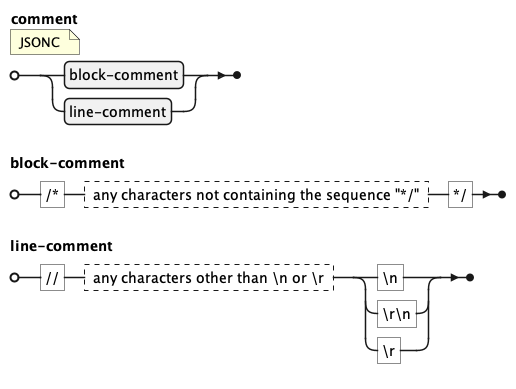 comment
JSONC
block-comment
line-comment
block-comment
/* any characters not containing the sequence "*/" */
line-comment
// any characters other than \n or \r \n
\r\n
\r